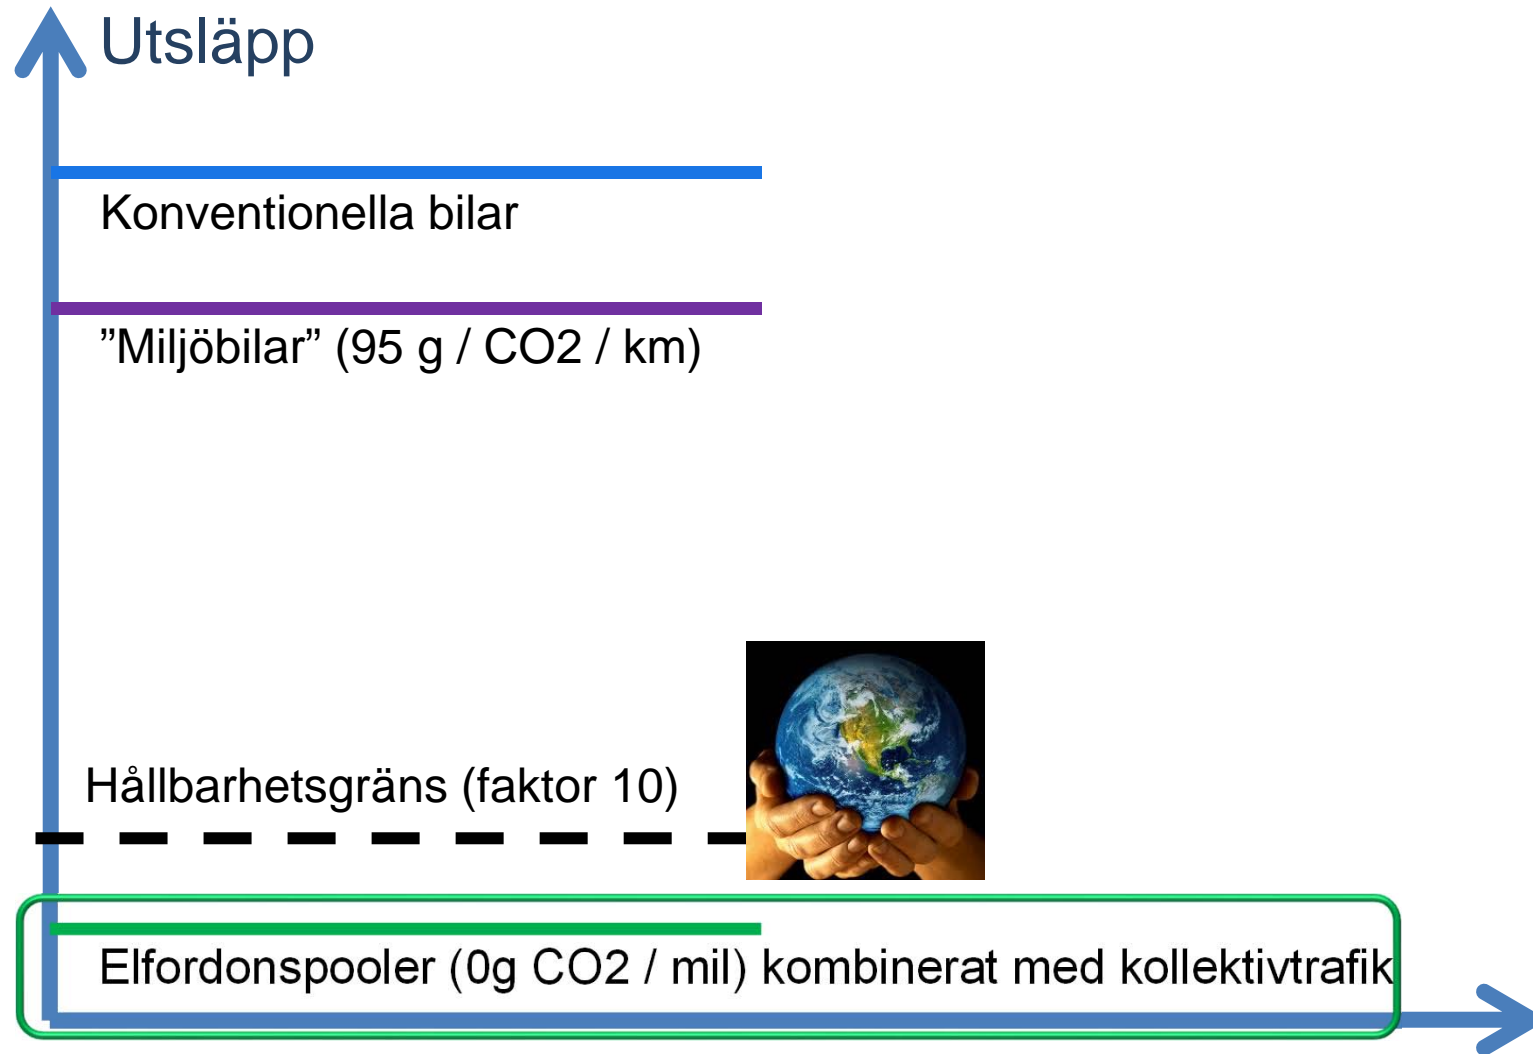 Utsläpp
Konventionella bilar
”Miljöbilar” (95 g / CO2 / km)
Hållbarhetsgräns (faktor 10)
Elfordonspooler (0g CO2 / mil) kombinerat med kollektivtrafik